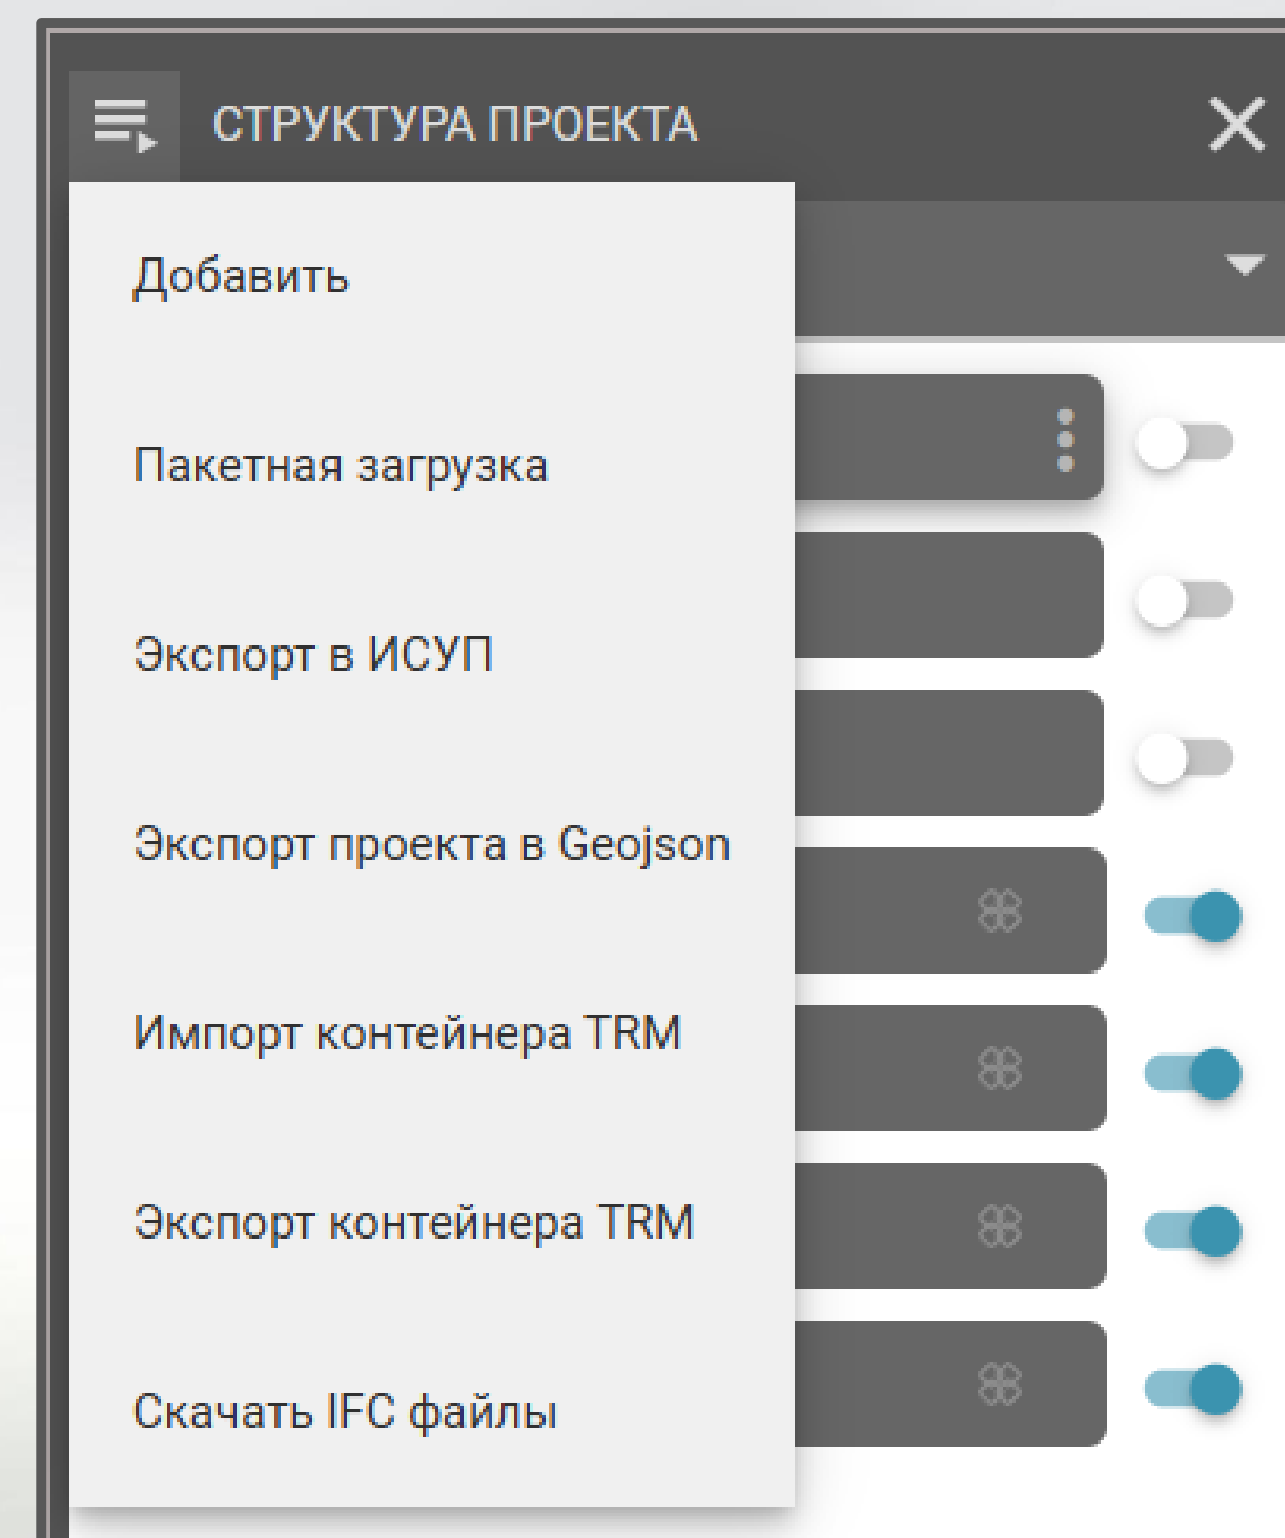 СТРУКТУРА ПРОЕКТА
Добавить
Пакетная загрузка
Экспорт в ИСУП
Экспорт проекта в Geojson
Импорт контейнера TRM
Экспорт контейнера TRM
Скачать IFC файлы